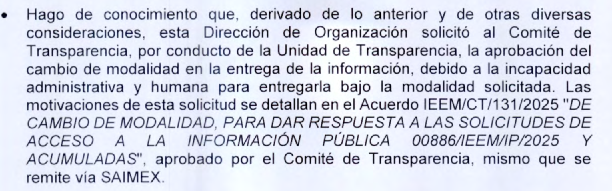 • Hago de conocimiento que, derivado de lo anterior y de otras diversas
consideraciones, esta Dirección de Organización solicitó al Comité de
Transparencia, por conducto de la Unidad de Transparencia, la aprobación del
cambio de modalidad en la entrega de la información, debido a la incapacidad
administrativa y humana para entregarla bajo la modalidad solicitada. Las
motivaciones de esta solicitud se detallan en el Acuerdo IEEM/CT/131/2025 "DE
CAMBIO DE MODALIDAD, PARA DAR RESPUESTA A LAS SOLICITUDES DE
ACCESO A LA INFORMACIÓN PÚBLICA 00886/IEEM/IP/2025 Y
ACUMULADAS", aprobado por el Comité de Transparencia, mismo que se
remite vía SAIMEX.